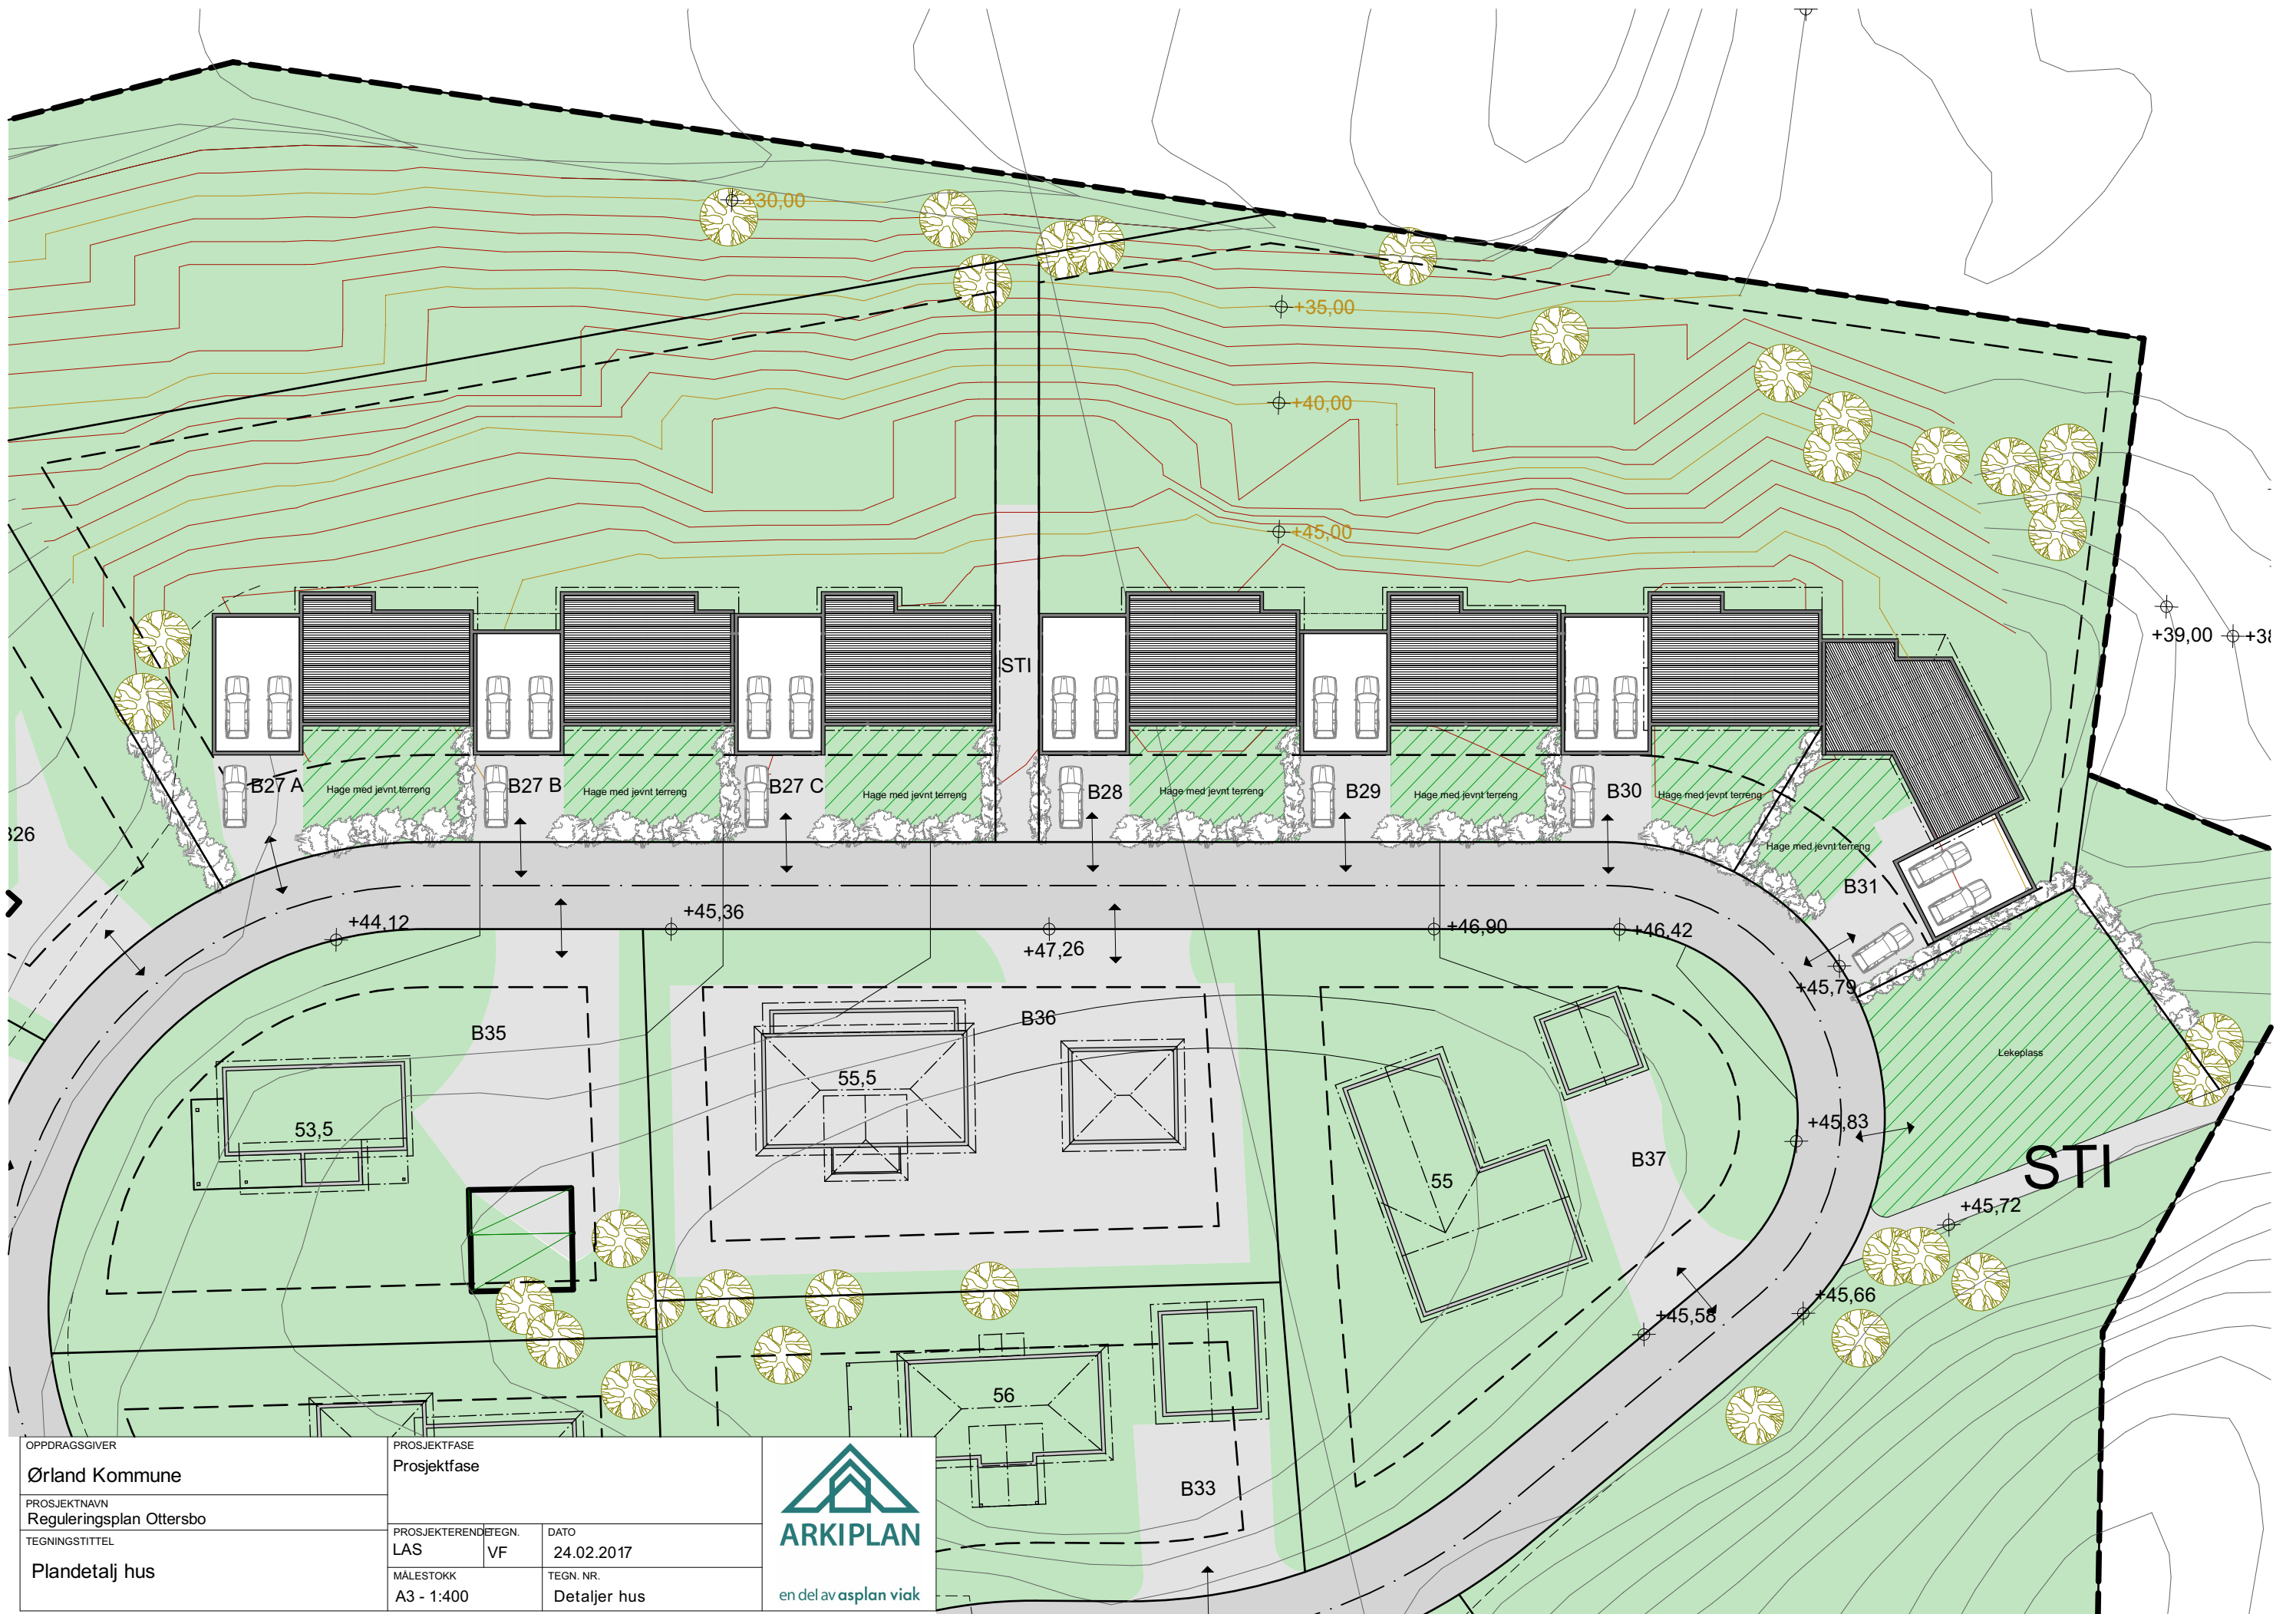 +30,00
+35,00
+40,00
+45,00
+39,00
STI
B27 A
Hage med jevnt terreng
B27 B
Hage med jevnt terreng
B27 C
Hage med jevnt terreng
B28
Hage med jevnt terreng
B29
Hage med jevnt terreng
B30
Hage med jevnt terreng
Hage med jevnt terreng
B31
+44,12
+45,36
+47,26
+46,90
+46,42
+45,79
B35
B36
Lekeplass
55,5
53,5
+45,83
B37
55
STI
+45,72
+45,66
+45,58
56
B33
OPPDRAGSGIVER
Ørland Kommune
PROSJEKTNAVN
Reguleringsplan Ottersbo
TEGNINGSTITTEL
Plandetalj hus
PROSJEKTFASE
Prosjektfase
PROSJEKTERENDE
LAS
TEGN.
VF
DATO
24.02.2017
MÅLESTOKK
A3 - 1:400
TEGN. NR.
Detaljer hus
ARKIPLAN
en del av asplan viak